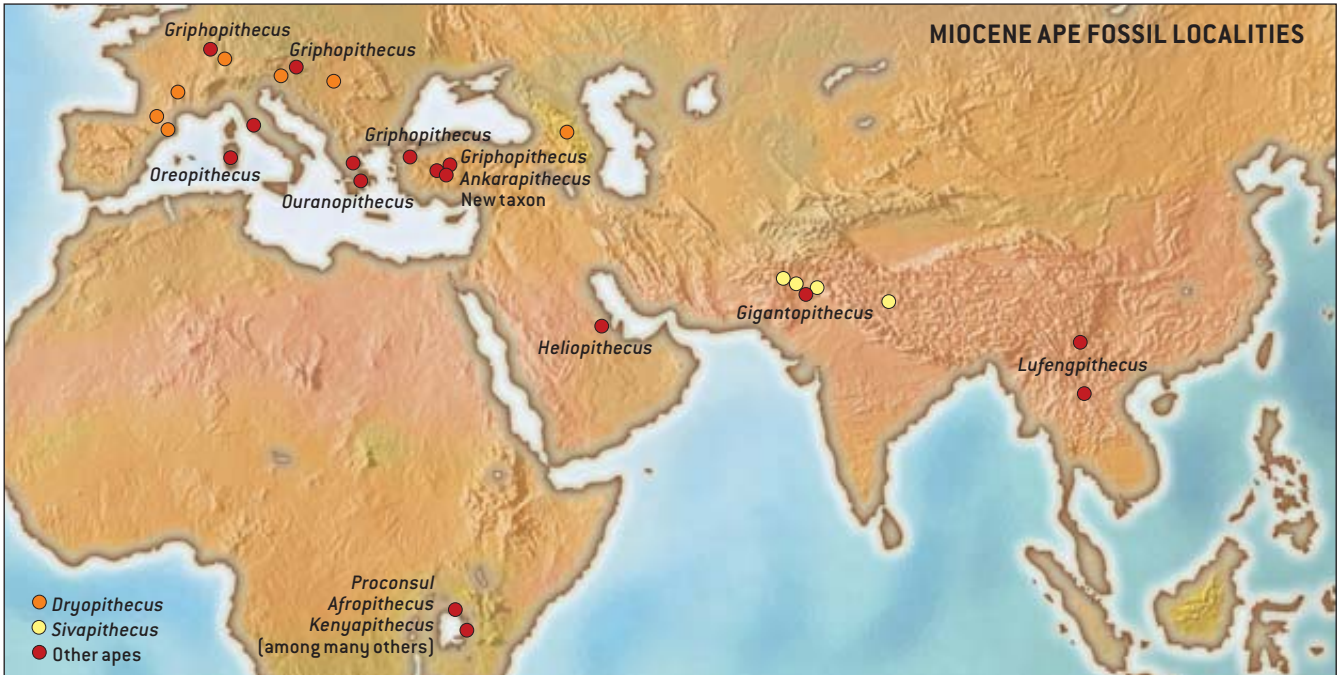 MIOCENE APE FOSSIL LOCALITIES
Griphopithecus
Griphopithecus
Griphopithecus
Griphopithecus
Ankarapithecus
New taxon
Oreopithecus
Ouranopithecus
Gigantopithecus
Heliopithecus
Lufengpithecus
Proconsul
Afropithecus
Kenyapithecus
(among many others)
Dryopithecus
Sivapithecus
Other apes